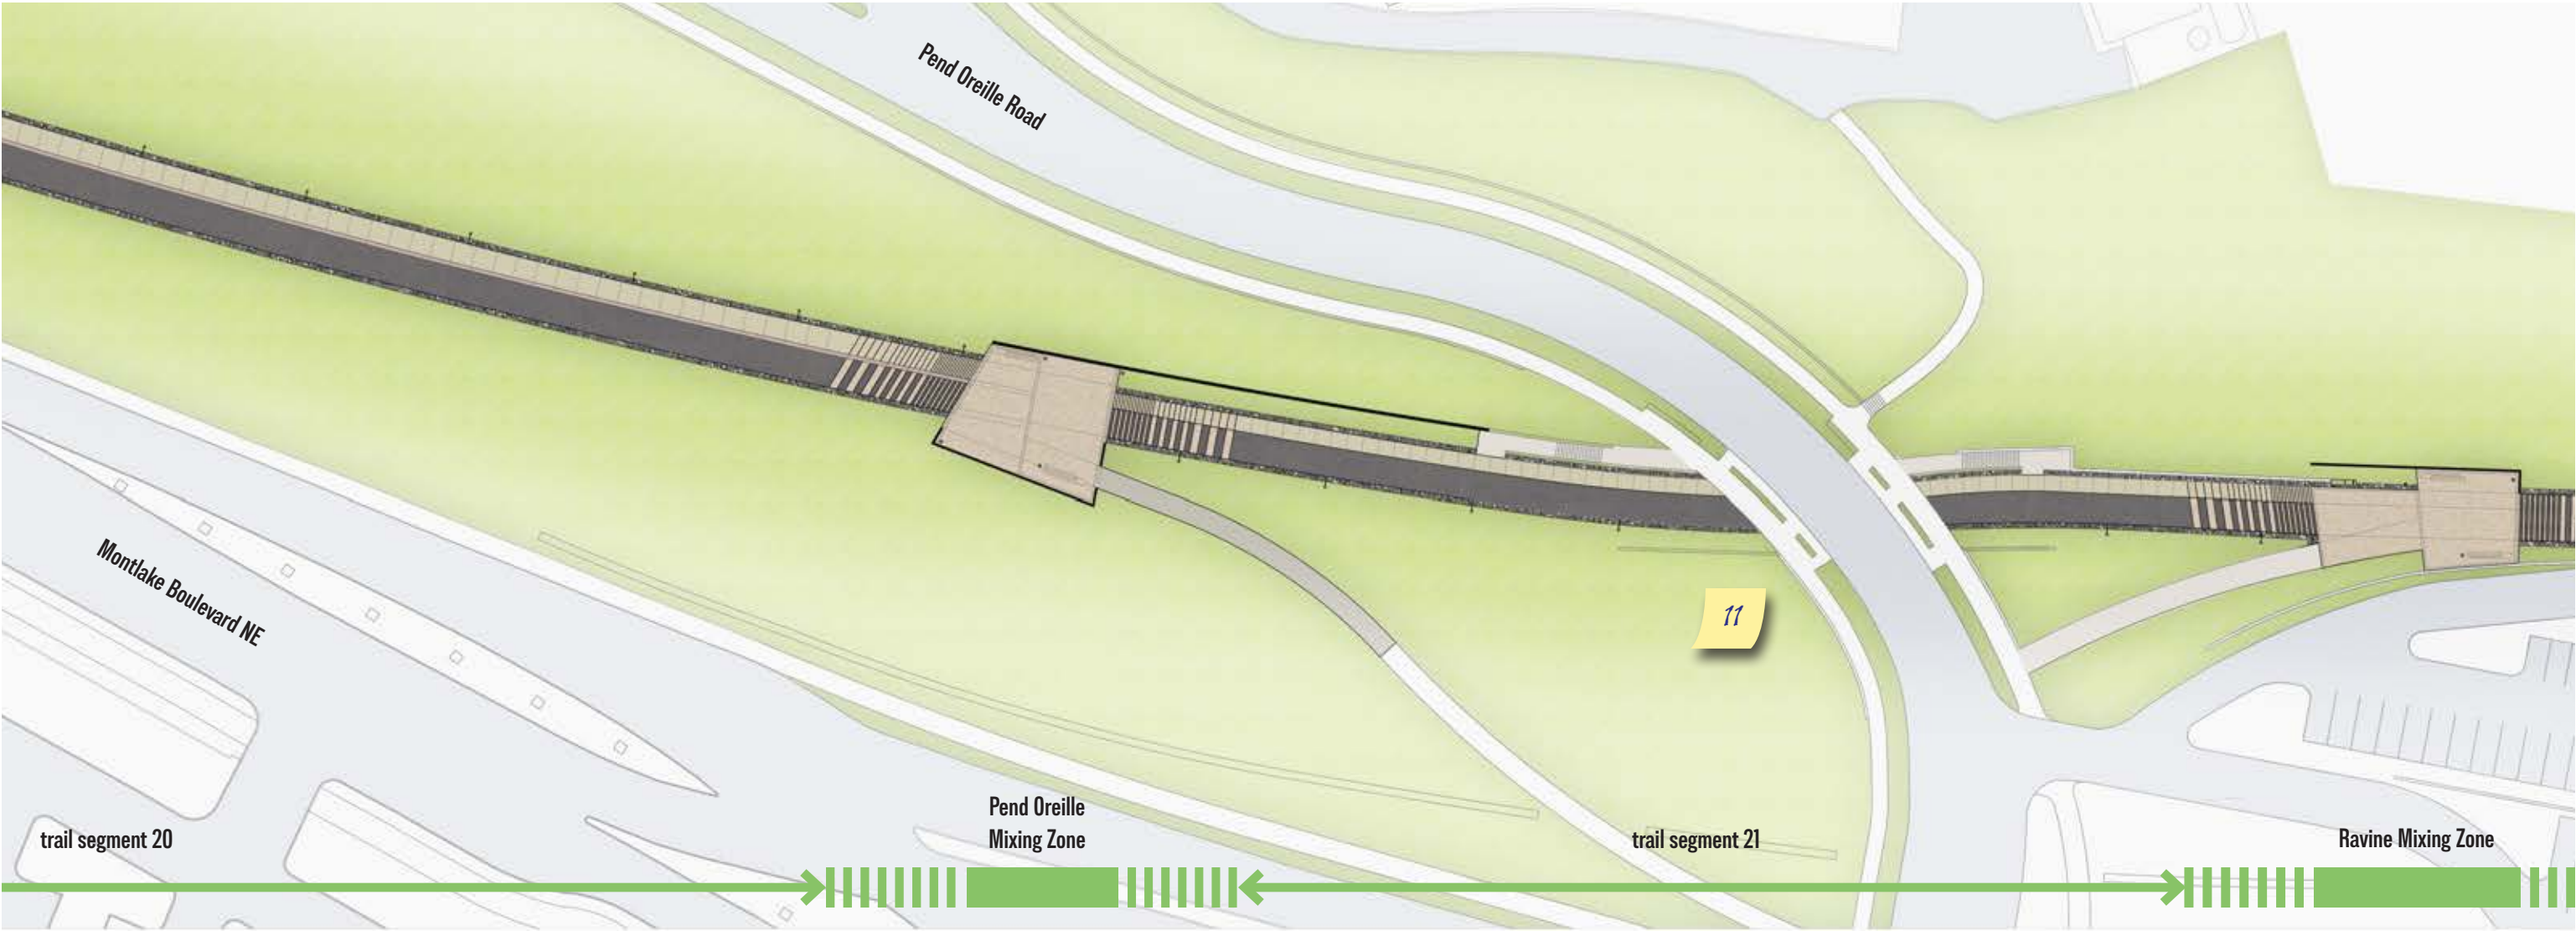 Pend Oreille Road
11
Montlake Boulevard NE
Pend Oreille
Mixing Zone
trail segment 20
trail segment 21
Ravine Mixing Zone